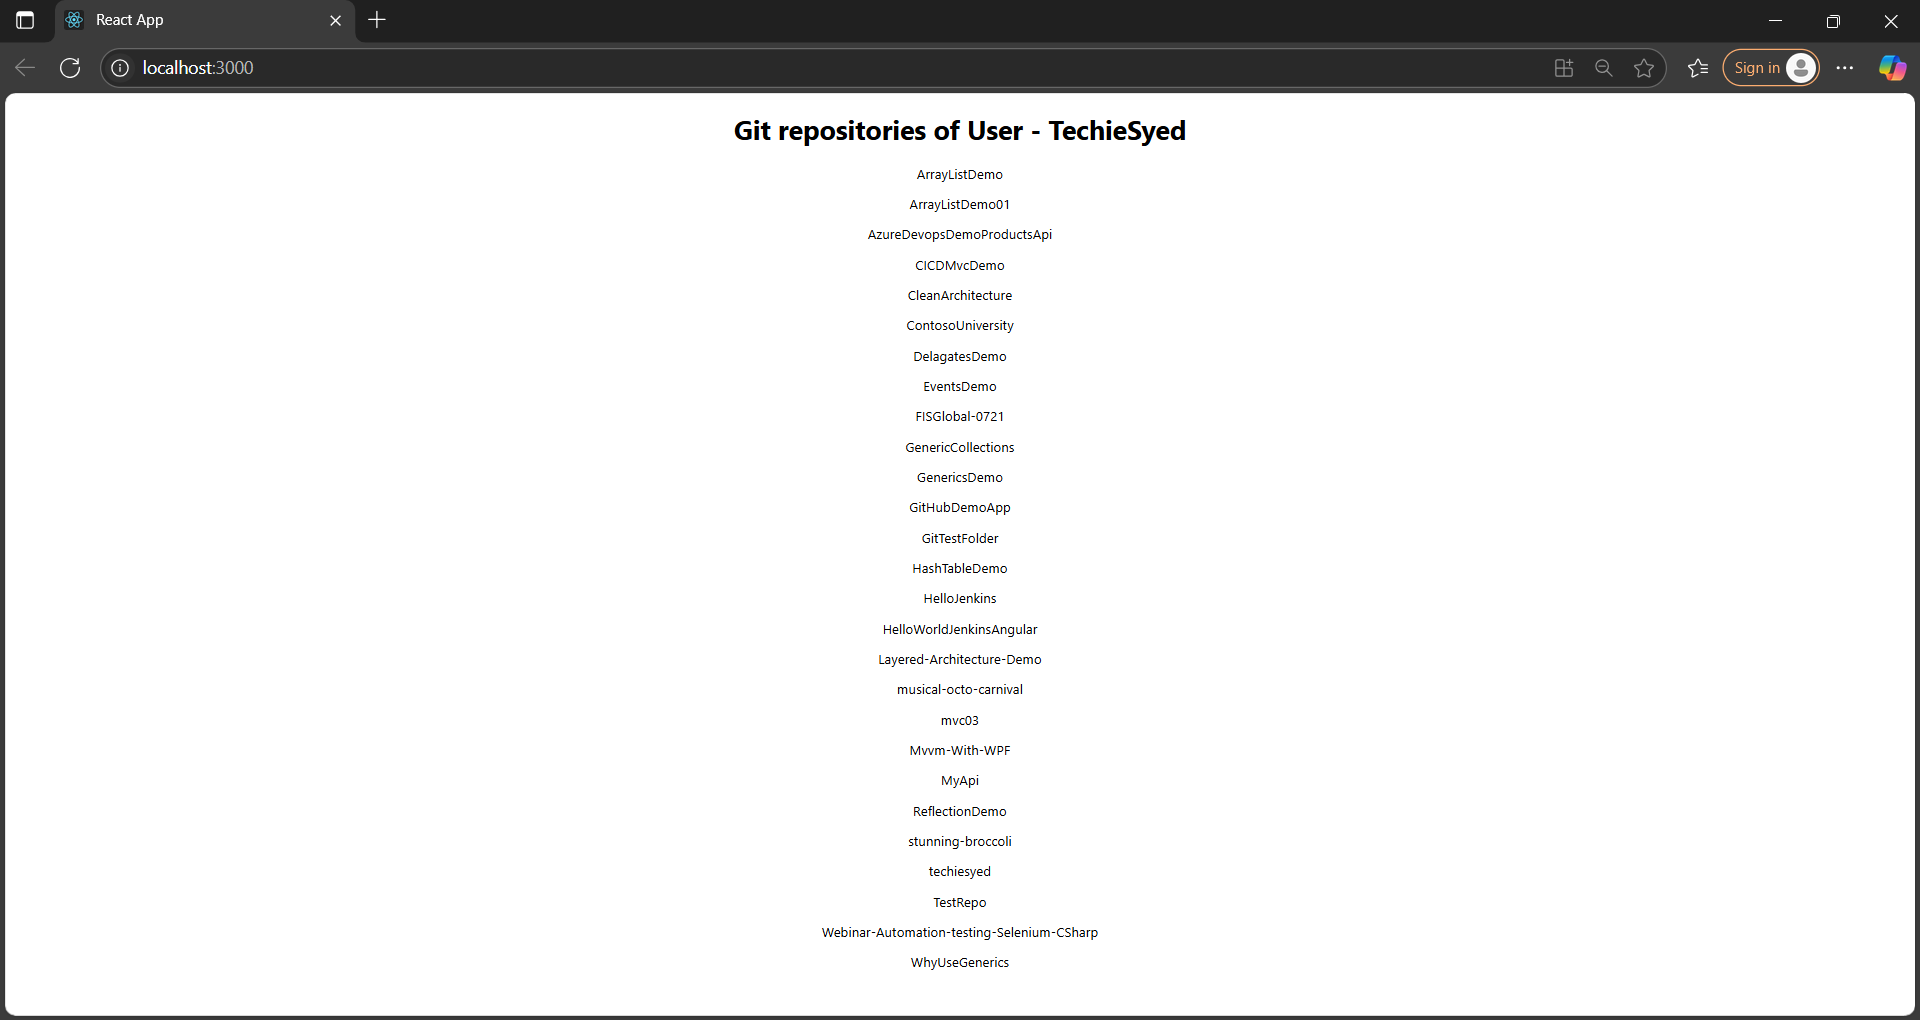 React App
localhost:3000
Sign in
Git repositories of User - TechieSyed
ArrayListDemo
ArrayListDemo01
AzureDevopsDemoProductsApi
CICDMvcDemo
CleanArchitecture
ContosoUniversity
DelagatesDemo
EventsDemo
FISGlobal-0721
GenericCollections
GenericsDemo
GitHubDemoApp
GitTestFolder
HashTableDemo
HelloJenkins
HelloWorldJenkinsAngular
Layered-Architecture-Demo
musical-octo-carnival
mvc03
Mvvm-With-WPF
MyApi
ReflectionDemo
stunning-broccoli
techiesyed
TestRepo
Webinar-Automation-testing-Selenium-CSharp
WhyUseGenerics